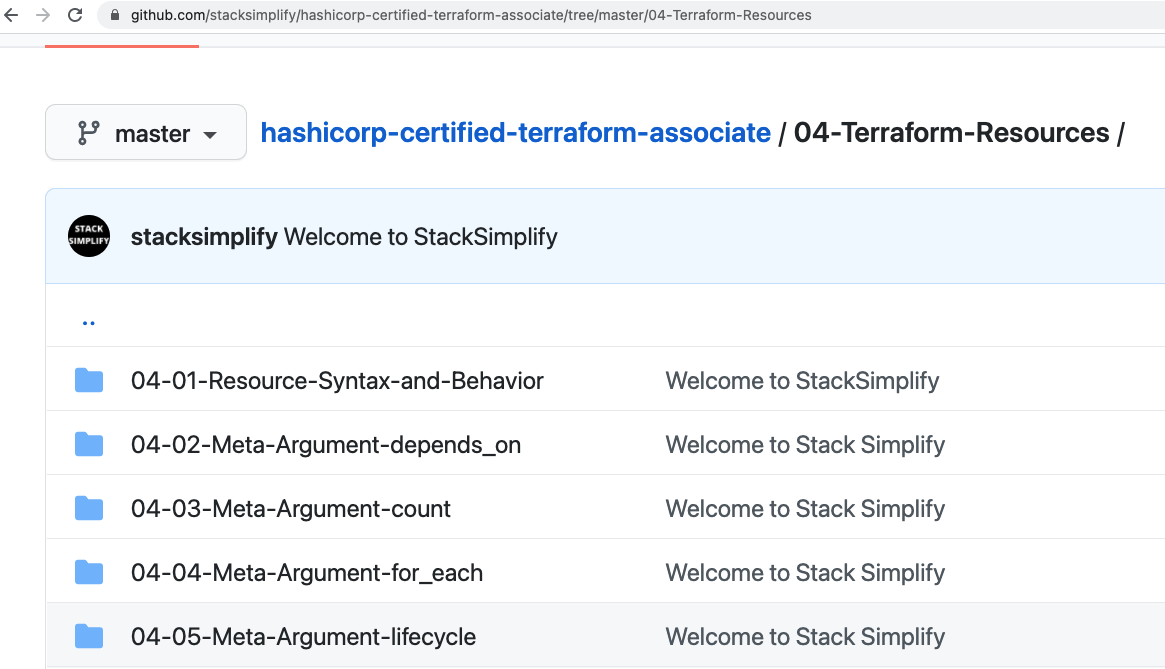 github.com/stacksimplify/hashicorp-certified-terraform-associate/tree/master/04-Terraform-Resources
master hashicorp-certified-terraform-associate / 04-Terraform-Resources /
STACK
SIMPLIFY
stacksimplify Welcome to StackSimplify
..
04-01-Resource-Syntax-and-Behavior Welcome to StackSimplify
04-02-Meta-Argument-depends_on Welcome to Stack Simplify
04-03-Meta-Argument-count Welcome to Stack Simplify
04-04-Meta-Argument-for_each Welcome to Stack Simplify
04-05-Meta-Argument-lifecycle Welcome to Stack Simplify